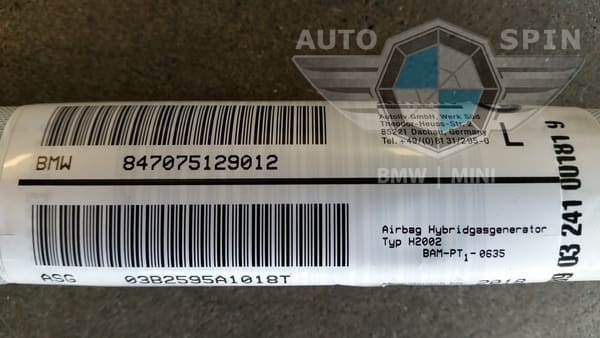 AUTO SPIN
Autoliv GmbH, Werk Süd
Theodor-Heuss-Str. 2
85221 Dachau, Germany
Tel. +49/(0)8131/295-0
BMW 847075129012
L
BMW | MINI
Airbag Hybridgasgenerator
Typ H2002
BAM-PT1-0635
ASG 03B2595A1018T
03 241 00181 9